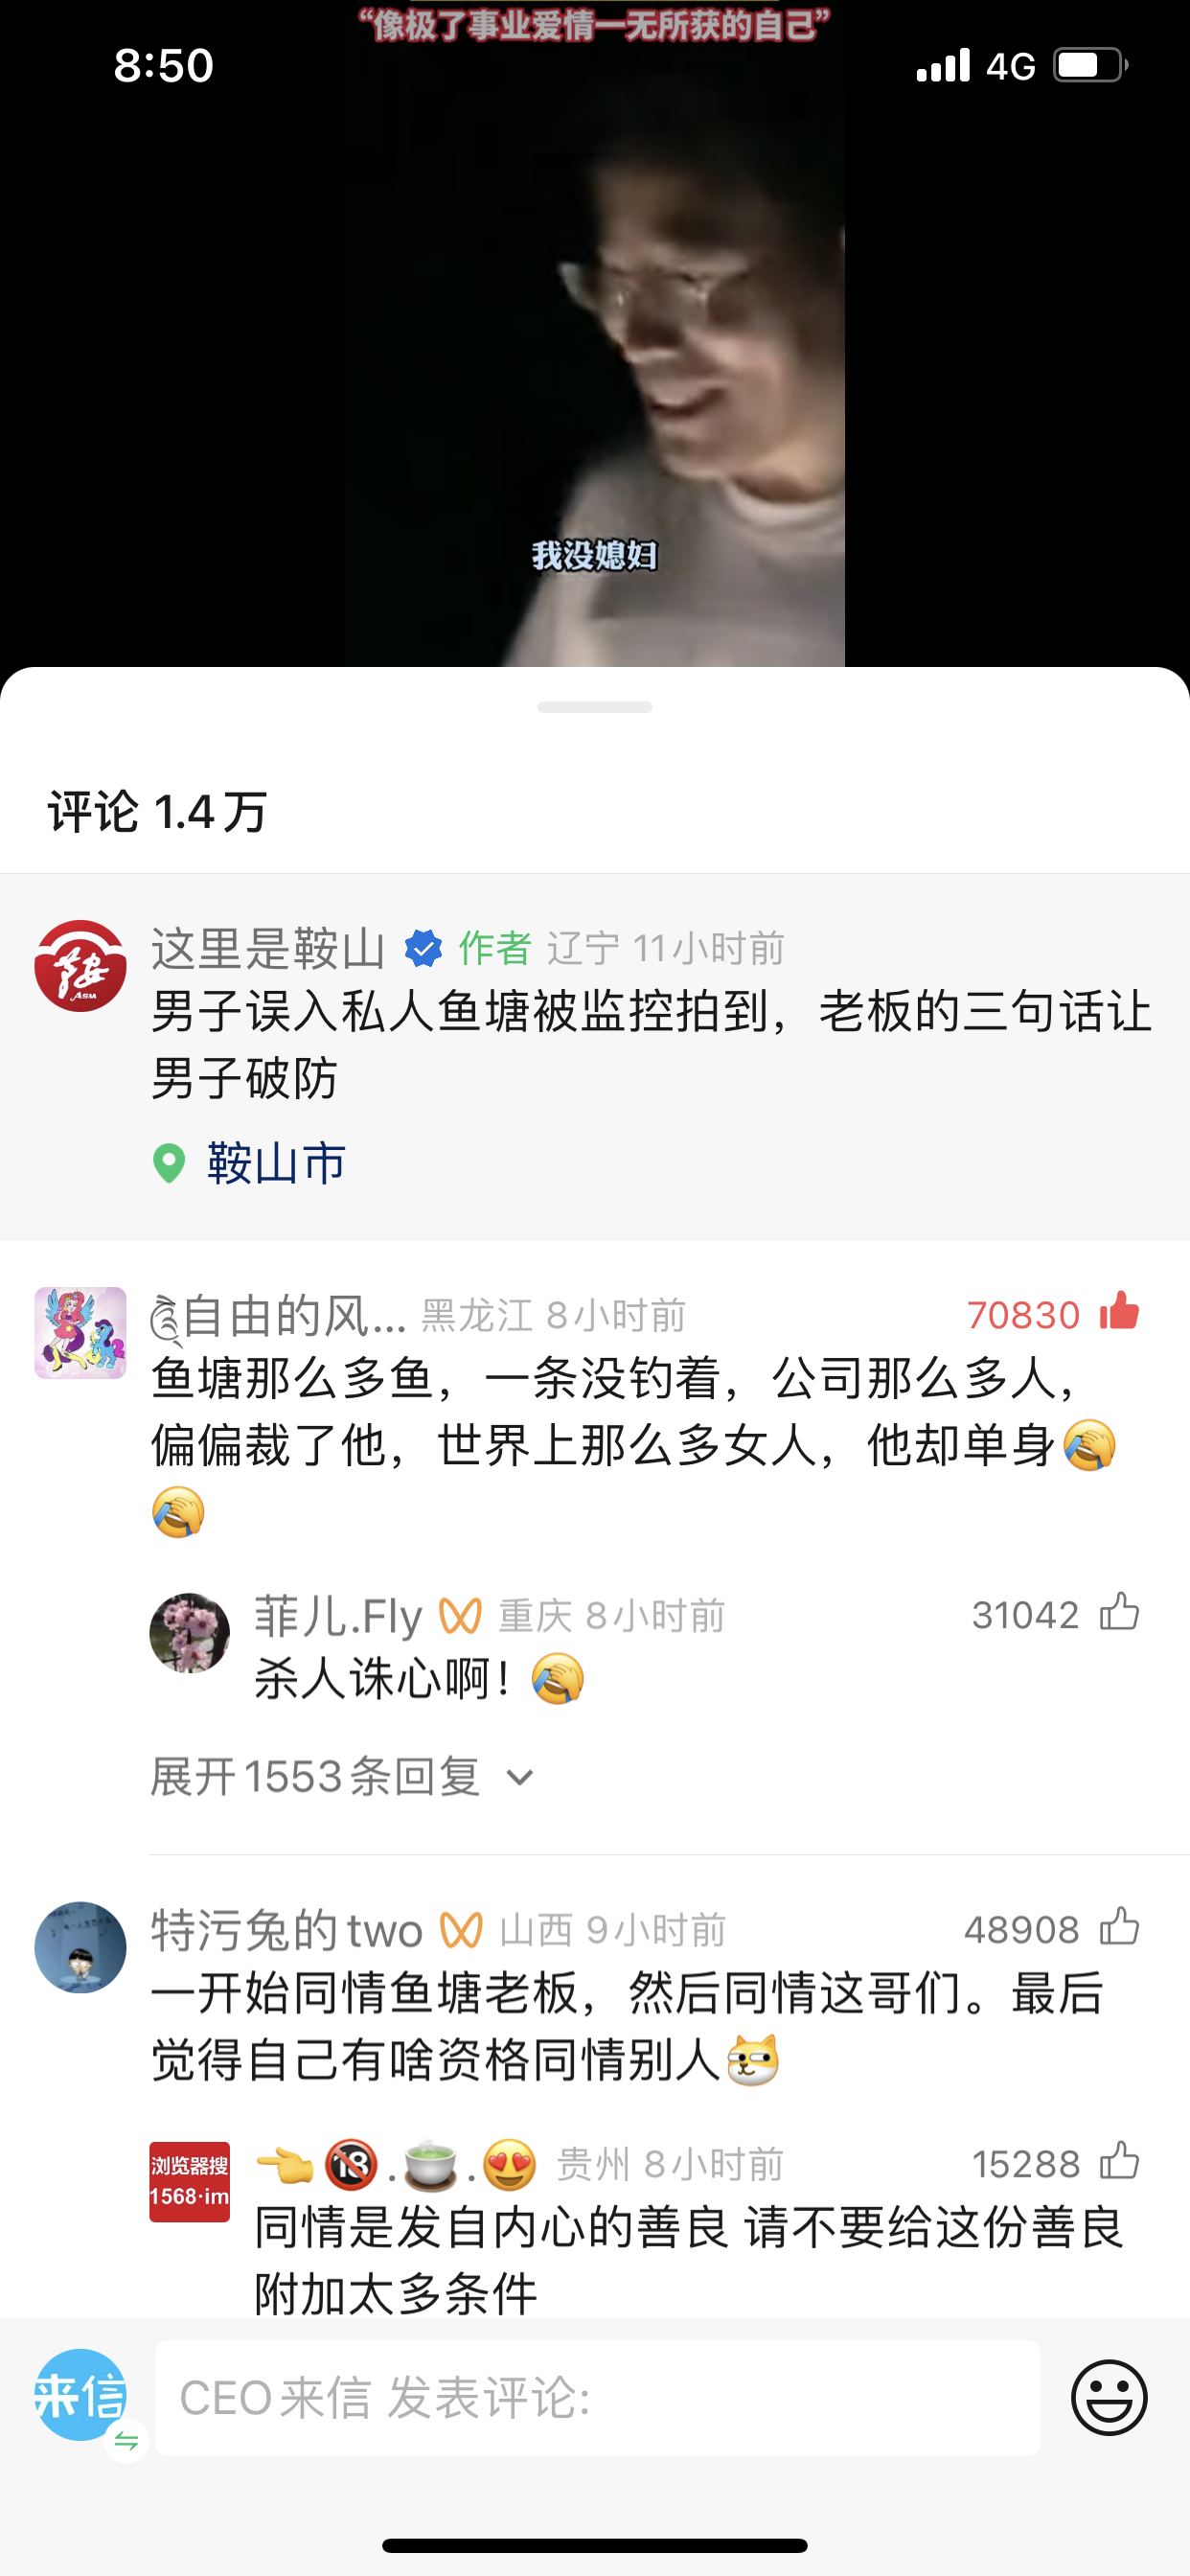 “像极了事业爱情一无所获的自己”
8:50
4G
我没媳妇
评论 1.4万
鞍
ASM
这里是鞍山 作者 辽宁 11小时前
男子误入私人鱼塘被监控拍到，老板的三句话让
男子破防
鞍山市
自由的风... 黑龙江 8小时前 70830
鱼塘那么多鱼，一条没钓着，公司那么多人，
偏偏裁了他，世界上那么多女人，他却单身🤦
🤦
菲儿.Fly 重庆 8小时前 31042
杀人诛心啊！🤦
展开1553条回复
特污兔的two 山西 9小时前 48908
一开始同情鱼塘老板，然后同情这哥们。最后
觉得自己有啥资格同情别人
浏览器搜
1568·im
👈🔞.🍵.😍 贵州 8小时前 15288
同情是发自内心的善良 请不要给这份善良
附加太多条件
来信
CEO来信 发表评论: